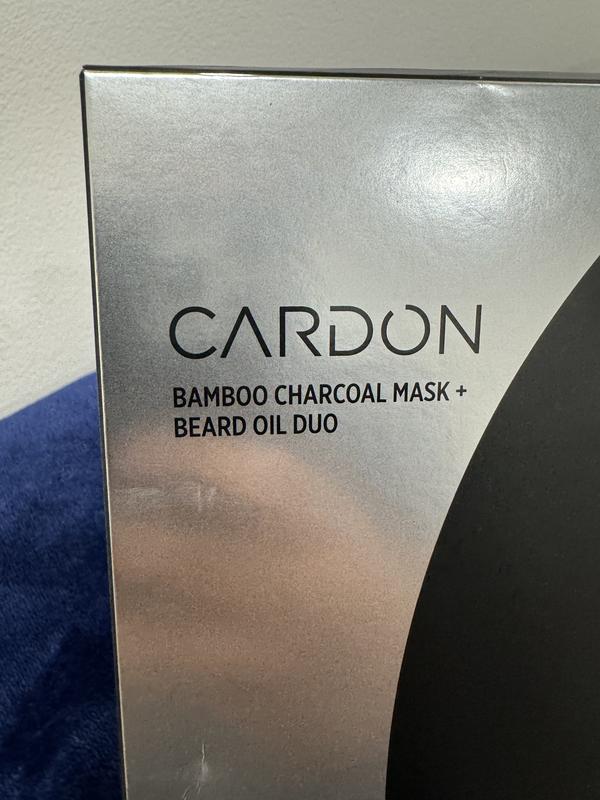 CARDON
BAMBOO CHARCOAL MASK +
BEARD OIL DUO